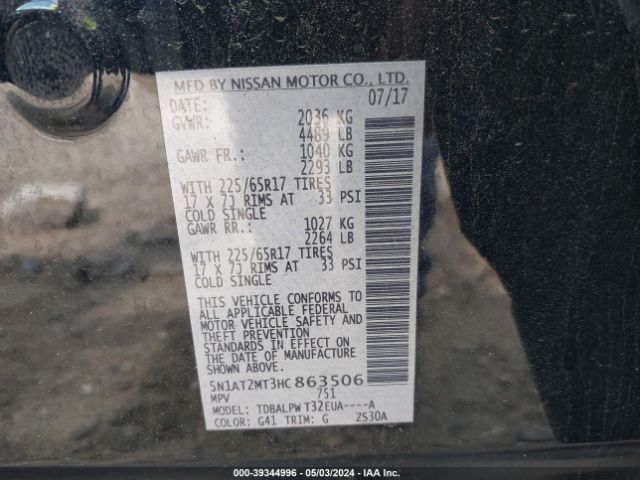 MFD BY NISSAN MOTOR CO., LTD.
DATE: 07/17
GVWR: 2036 KG
4489 LB
GAWR FR.: 1040 KG
2293 LB
WITH 225/65R17 TIRES
17 X 7J RIMS AT 33 PSI
COLD SINGLE
GAWR RR.: 1027 KG
2264 LB
WITH 225/65R17 TIRES
17 X 7J RIMS AT 33 PSI
COLD SINGLE
THIS VEHICLE CONFORMS TO
ALL APPLICABLE FEDERAL
MOTOR VEHICLE SAFETY AND
THEFT PREVENTION
STANDARDS IN EFFECT ON
THE DATE OF MANUFACTURE
SHOWN ABOVE.
5N1AT2MT3HC863506
MPV 751
MODEL: TDBALPW T32EUA----A
COLOR: G41 TRIM: G ZS30A
000-39344996 - 05/03/2024 - IAAI